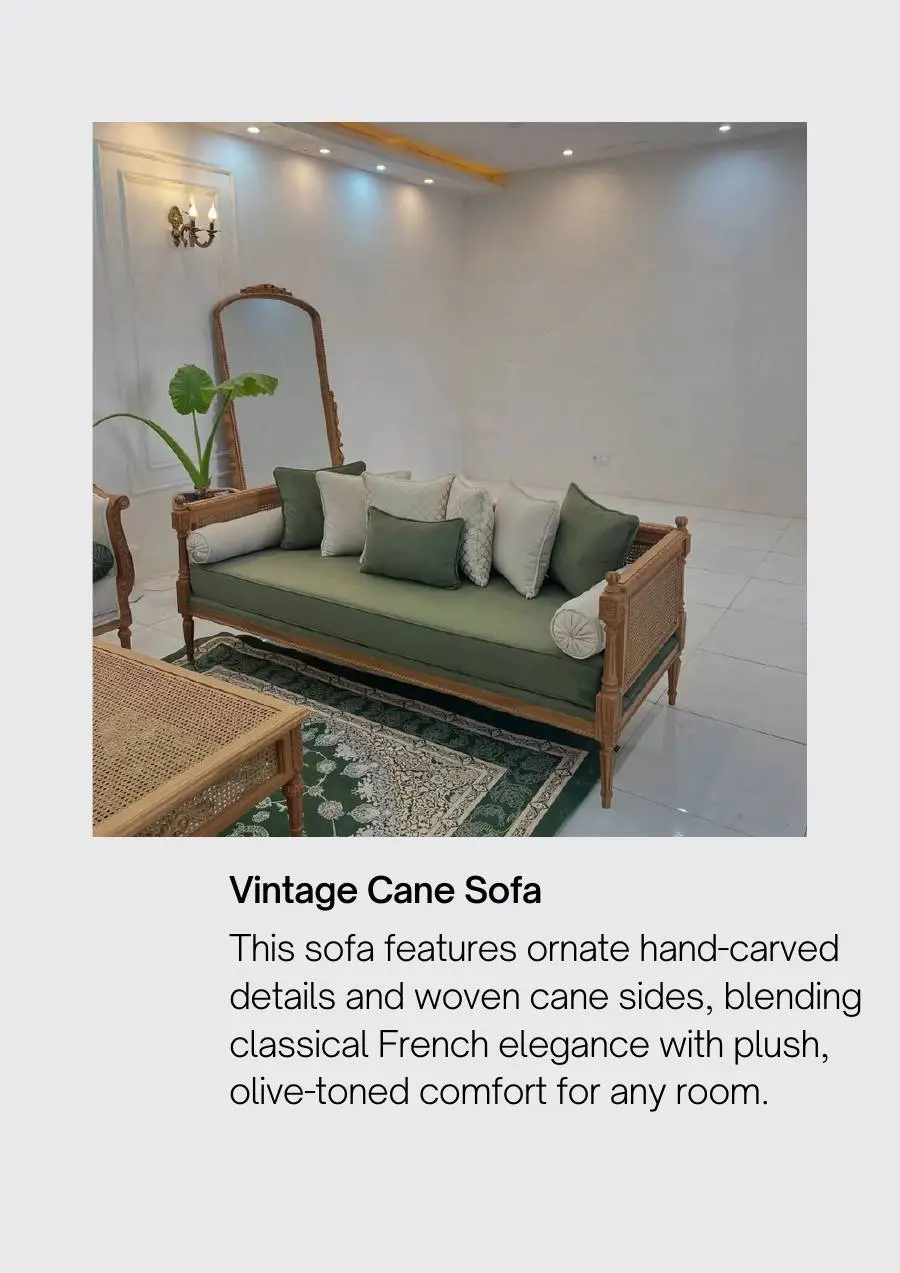 Vintage Cane Sofa
This sofa features ornate hand-carved
details and woven cane sides, blending
classical French elegance with plush,
olive-toned comfort for any room.